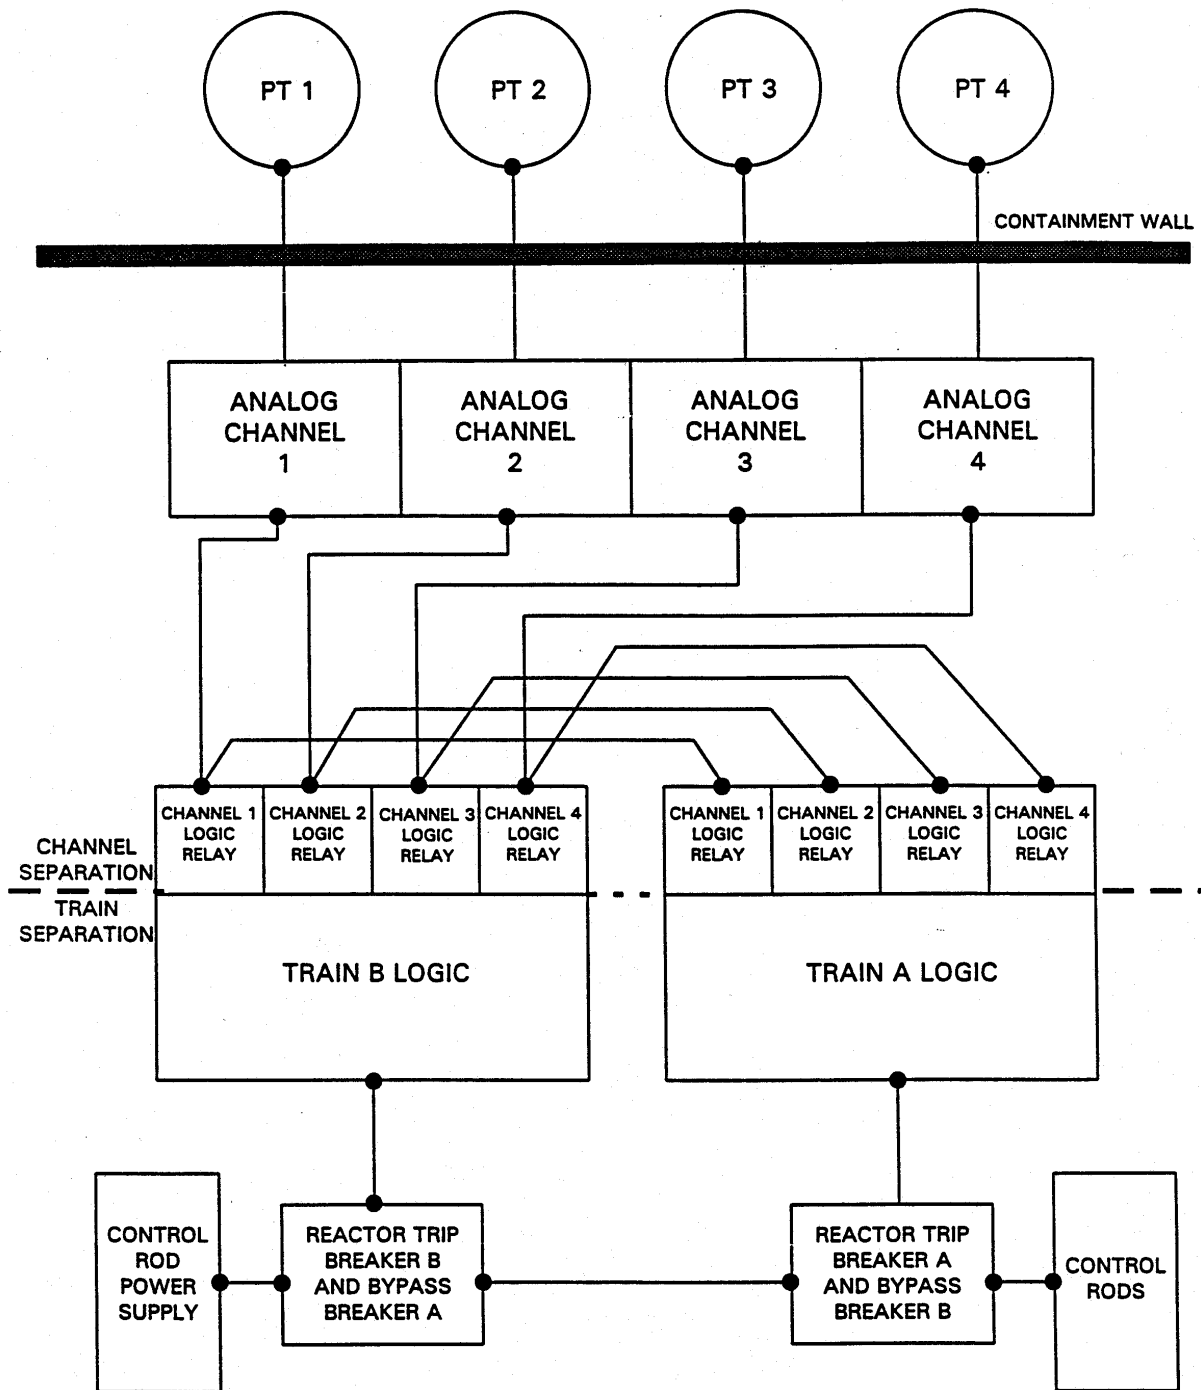 PT 1
PT 2
PT 3
PT 4
CONTAINMENT WALL
ANALOG
CHANNEL
1
ANALOG
CHANNEL
2
ANALOG
CHANNEL
3
ANALOG
CHANNEL
4
CHANNEL 1
LOGIC
RELAY
CHANNEL 2
LOGIC
RELAY
CHANNEL 3
LOGIC
RELAY
CHANNEL 4
LOGIC
RELAY
CHANNEL 1
LOGIC
RELAY
CHANNEL 2
LOGIC
RELAY
CHANNEL 3
LOGIC
RELAY
CHANNEL 4
LOGIC
RELAY
CHANNEL
SEPARATION
TRAIN
SEPARATION
TRAIN B LOGIC
TRAIN A LOGIC
CONTROL
ROD
POWER
SUPPLY
REACTOR TRIP
BREAKER B
AND BYPASS
BREAKER A
REACTOR TRIP
BREAKER A
AND BYPASS
BREAKER B
CONTROL
RODS